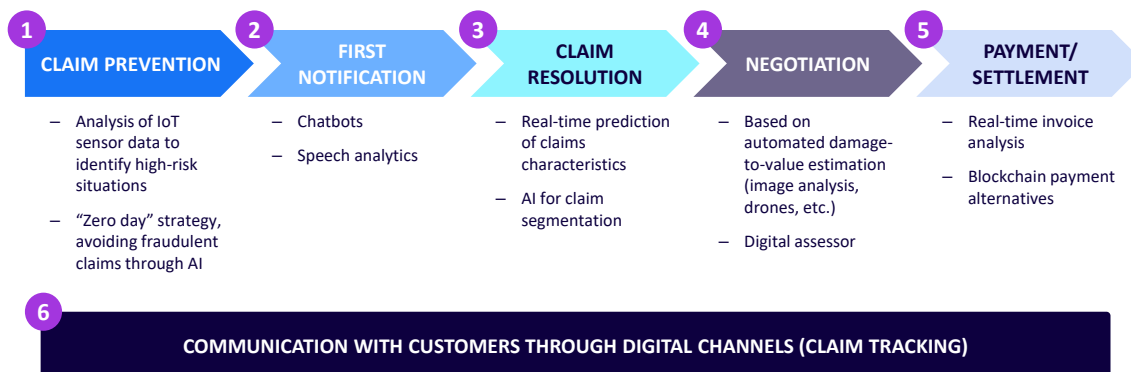 1
CLAIM PREVENTION
– Analysis of IoT
sensor data to
identify high-risk
situations
– “Zero day” strategy,
avoiding fraudulent
claims through AI
2
FIRST
NOTIFICATION
– Chatbots
– Speech analytics
3
CLAIM
RESOLUTION
– Real-time prediction
of claims
characteristics
– AI for claim
segmentation
4
NEGOTIATION
– Based on
automated damage-
to-value estimation
(image analysis,
drones, etc.)
– Digital assessor
5
PAYMENT/
SETTLEMENT
– Real-time invoice
analysis
– Blockchain payment
alternatives
6
COMMUNICATION WITH CUSTOMERS THROUGH DIGITAL CHANNELS (CLAIM TRACKING)